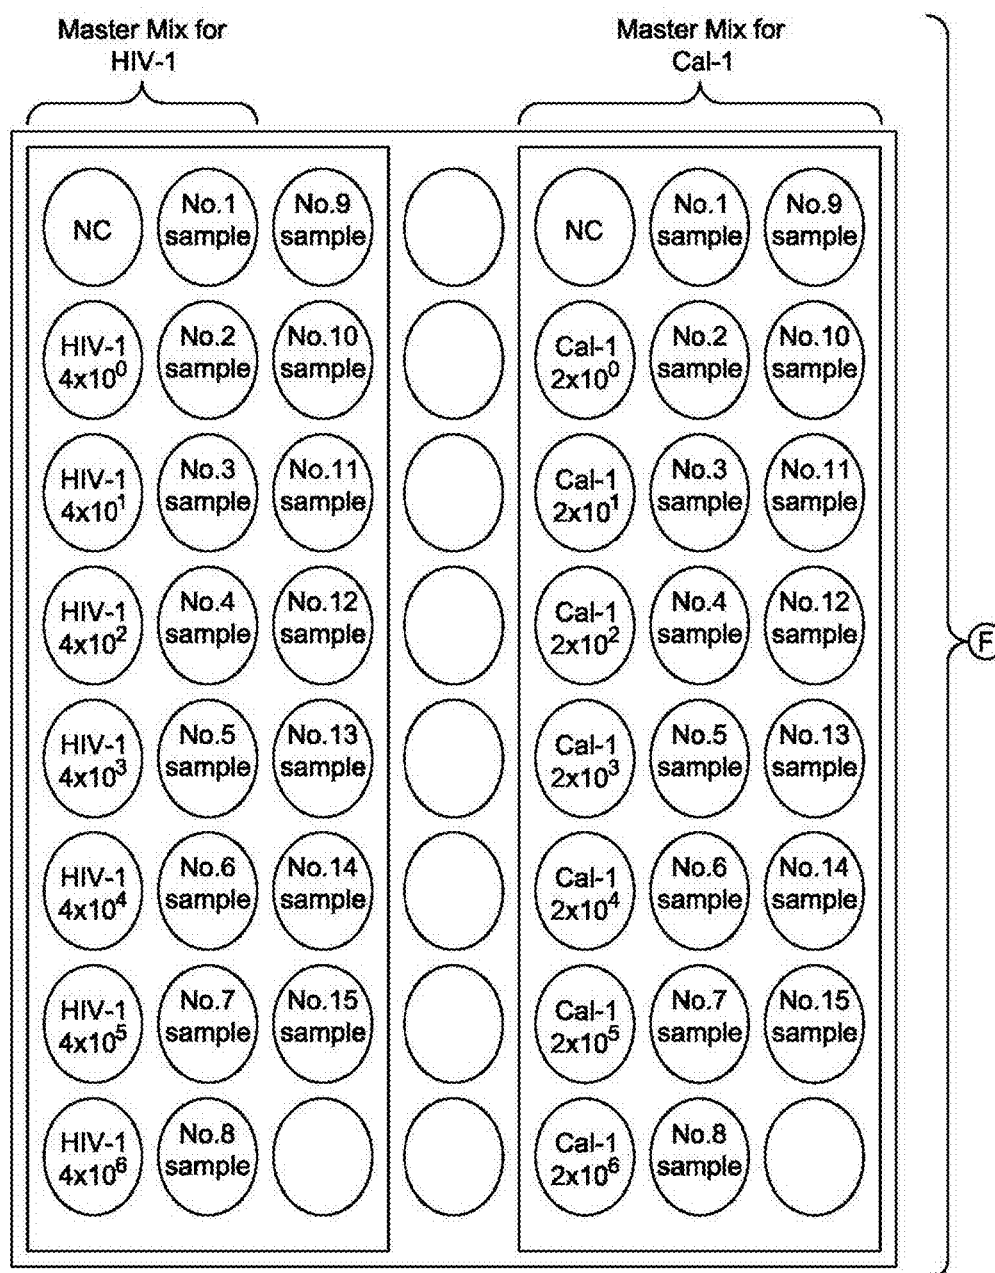 Master Mix for
HIV-1
Master Mix for
Cal-1
NC
No.1
sample
No.9
sample
NC
No.1
sample
No.9
sample
HIV-1
4x10⁰
No.2
sample
No.10
sample
Cal-1
2x10⁰
No.2
sample
No.10
sample
HIV-1
4x10¹
No.3
sample
No.11
sample
Cal-1
2x10¹
No.3
sample
No.11
sample
HIV-1
4x10²
No.4
sample
No.12
sample
Cal-1
2x10²
No.4
sample
No.12
sample
F
HIV-1
4x10³
No.5
sample
No.13
sample
Cal-1
2x10³
No.5
sample
No.13
sample
HIV-1
4x10⁴
No.6
sample
No.14
sample
Cal-1
2x10⁴
No.6
sample
No.14
sample
HIV-1
4x10⁵
No.7
sample
No.15
sample
Cal-1
2x10⁵
No.7
sample
No.15
sample
HIV-1
4x10⁶
No.8
sample
Cal-1
2x10⁶
No.8
sample